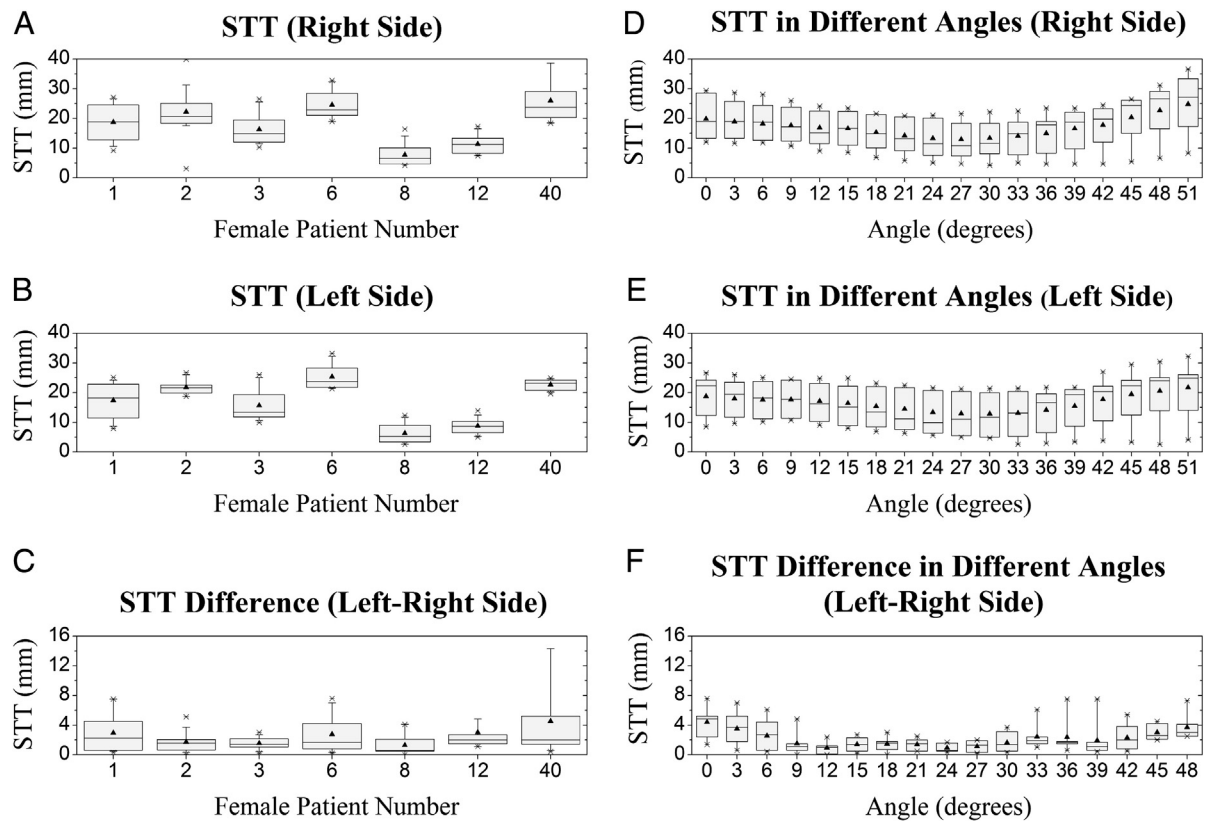 A
STT (Right Side)
STT (mm)
40
30
20
10
0
1 2 3 6 8 12 40
Female Patient Number
B
STT (Left Side)
STT (mm)
40
30
20
10
0
1 2 3 6 8 12 40
Female Patient Number
C
STT Difference (Left-Right Side)
STT (mm)
16
12
8
4
0
1 2 3 6 8 12 40
Female Patient Number
D
STT in Different Angles (Right Side)
STT (mm)
40
30
20
10
0
0 3 6 9 12 15 18 21 24 27 30 33 36 39 42 45 48 51
Angle (degrees)
E
STT in Different Angles (Left Side)
STT (mm)
40
30
20
10
0
0 3 6 9 12 15 18 21 24 27 30 33 36 39 42 45 48 51
Angle (degrees)
F
STT Difference in Different Angles
(Left-Right Side)
STT (mm)
16
12
8
4
0
0 3 6 9 12 15 18 21 24 27 30 33 36 39 42 45 48
Angle (degrees)